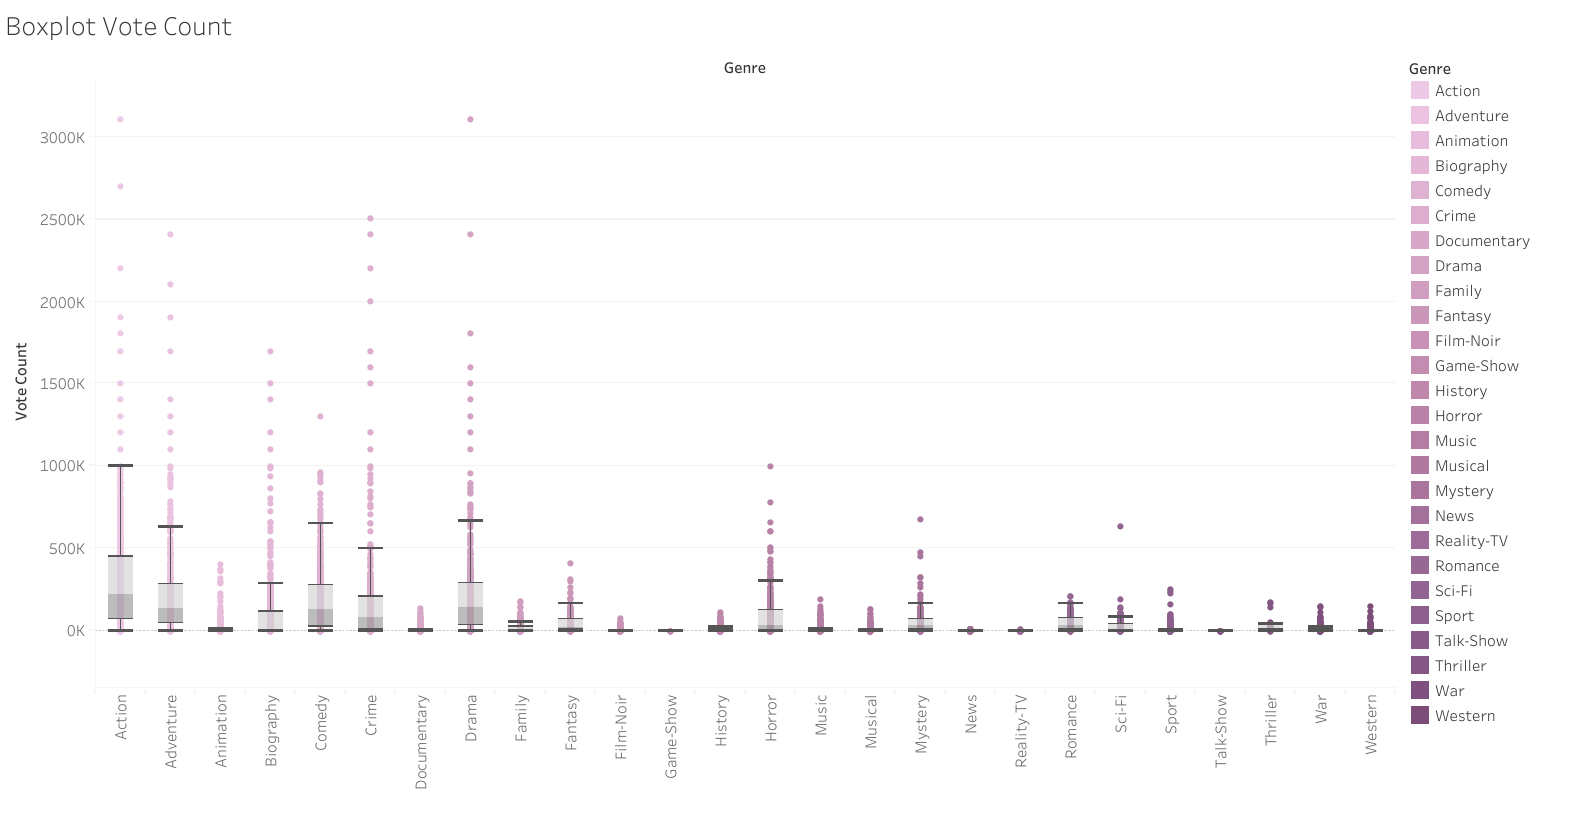 Boxplot Vote Count
Genre
3000K
2500K
2000K
1500K
1000K
500K
0K
Vote Count
Action
Adventure
Animation
Biography
Comedy
Crime
Documentary
Drama
Family
Fantasy
Film-Noir
Game-Show
History
Horror
Music
Musical
Mystery
News
Reality-TV
Romance
Sci-Fi
Sport
Talk-Show
Thriller
War
Western
Genre
Action
Adventure
Animation
Biography
Comedy
Crime
Documentary
Drama
Family
Fantasy
Film-Noir
Game-Show
History
Horror
Music
Musical
Mystery
News
Reality-TV
Romance
Sci-Fi
Sport
Talk-Show
Thriller
War
Western